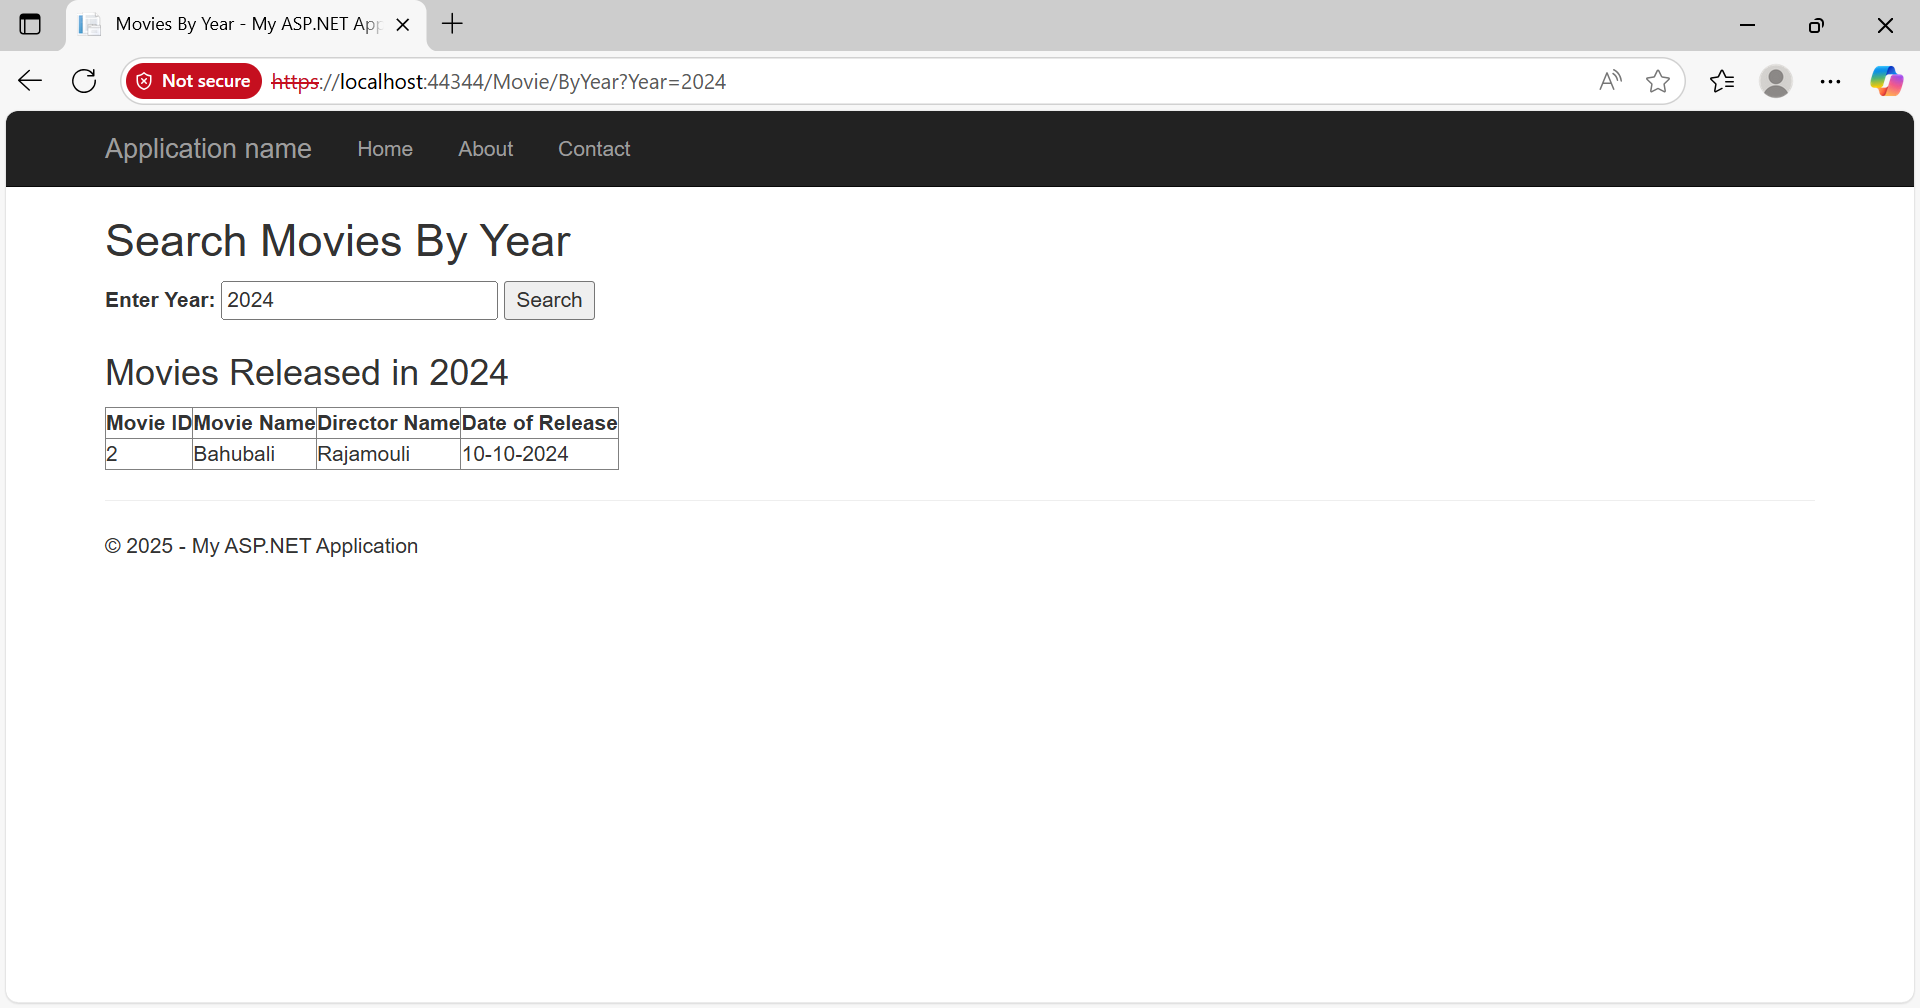 Movies By Year - My ASP.NET App
Not secure https://localhost:44344/Movie/ByYear?Year=2024
Application name Home About Contact
Search Movies By Year
Enter Year: 2024 Search
Movies Released in 2024
Movie ID Movie Name Director Name Date of Release
2 Bahubali Rajamouli 10-10-2024
© 2025 - My ASP.NET Application